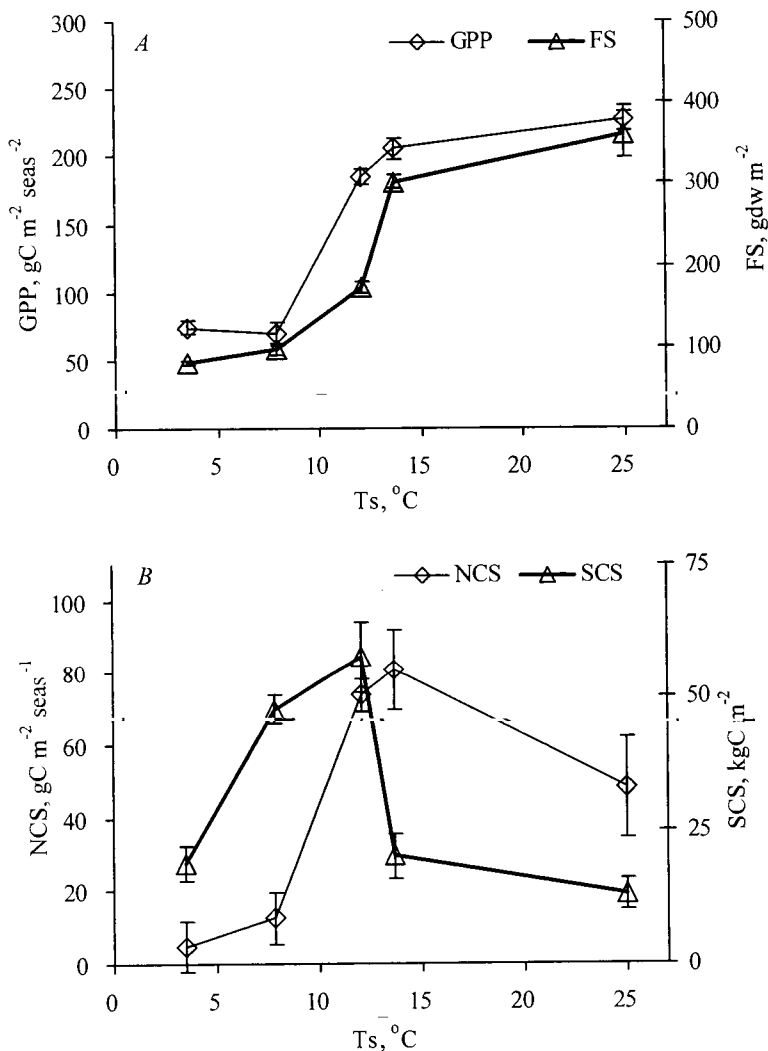 A
GPP FS
300
250
200
150
100
50
0
GPP, gC m⁻² seas⁻²
500
400
300
200
100
0
FS, gdw m⁻²
0 5 10 15 20 25
Ts, °C
B
NCS SCS
100
80
60
40
20
0
NCS, gC m⁻² seas⁻¹
75
50
25
0
SCS, kgC m⁻²
0 5 10 15 20 25
Ts, °C